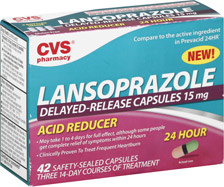 CVS
pharmacy
Compare to the active ingredient
in Prevacid 24HR
NEW!
LANSOPRAZOLE
DELAYED-RELEASE CAPSULES 15 mg
ACID REDUCER
• May take 1 to 4 days for full effect, although some people
get complete relief of symptoms within 24 hours
• Clinically Proven To Treat Frequent Heartburn
24 HOUR
42 SAFETY-SEALED CAPSULES
THREE 14-DAY COURSES OF TREATMENT